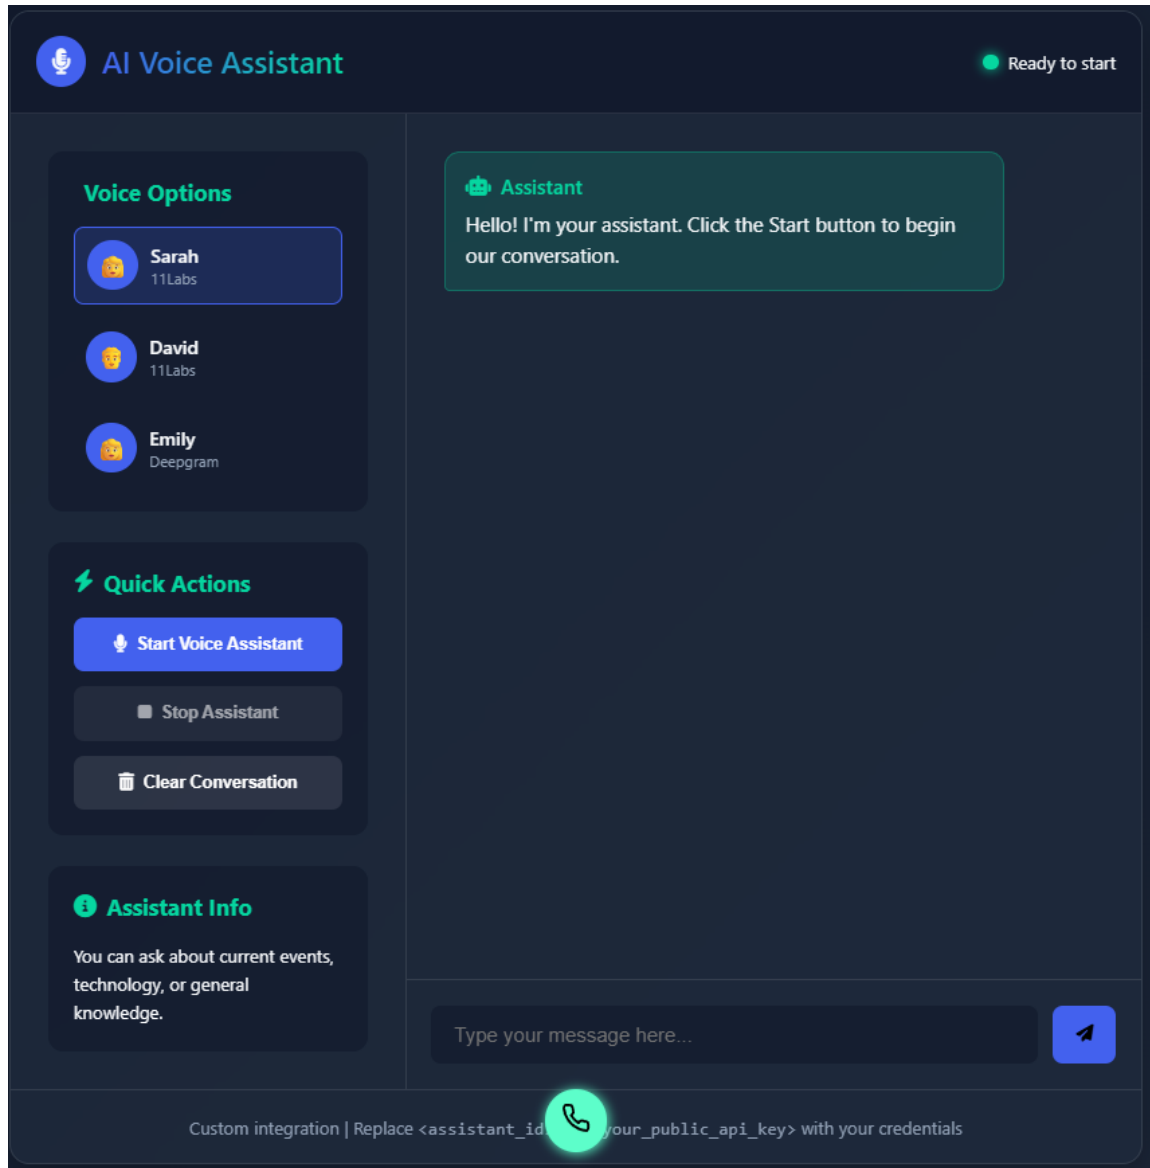 AI Voice Assistant
Ready to start
Voice Options
Sarah
11Labs
David
11Labs
Emily
Deepgram
Quick Actions
Start Voice Assistant
Stop Assistant
Clear Conversation
Assistant Info
You can ask about current events,
technology, or general
knowledge.
Assistant
Hello! I'm your assistant. Click the Start button to begin
our conversation.
Type your message here...
Custom integration | Replace <assistant_id your_public_api_key> with your credentials